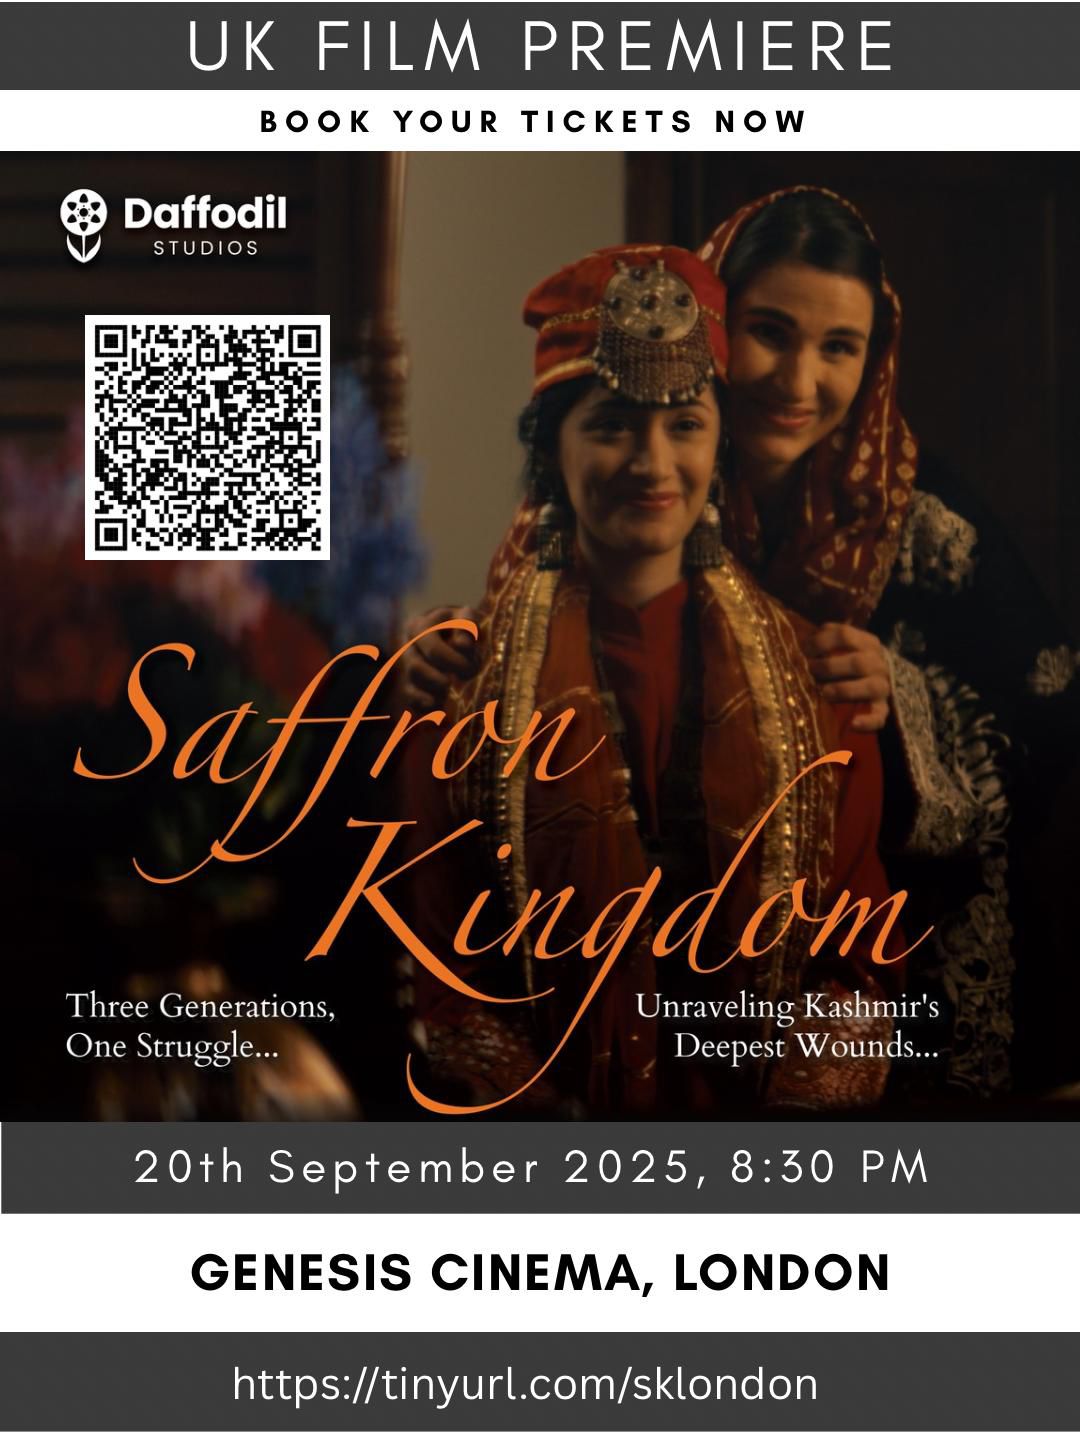 UK FILM PREMIERE
BOOK YOUR TICKETS NOW
Daffodil
STUDIOS
Saffron
Kingdom
Three Generations,
One Struggle...
Unraveling Kashmir's
Deepest Wounds...
20th September 2025, 8:30 PM
GENESIS CINEMA, LONDON
https://tinyurl.com/sklondon